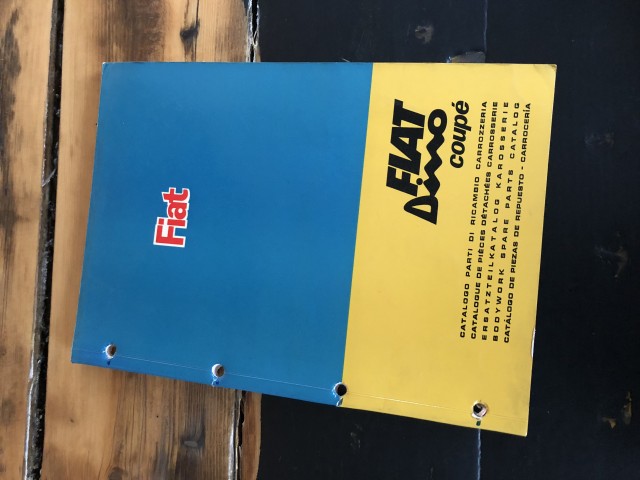 Fiat
FIAT
Dino
coupé
CATALOGO PARTI DI RICAMBIO CARROZZERIA
CATALOGUE DE PIÈCES DÉTACHÉES CARROSSERIE
ERSATZTEILKATALOG KAROSSERIE
BODYWORK SPARE PARTS CATALOG
CATÁLOGO DE PIEZAS DE REPUESTO - CARROCERÍA